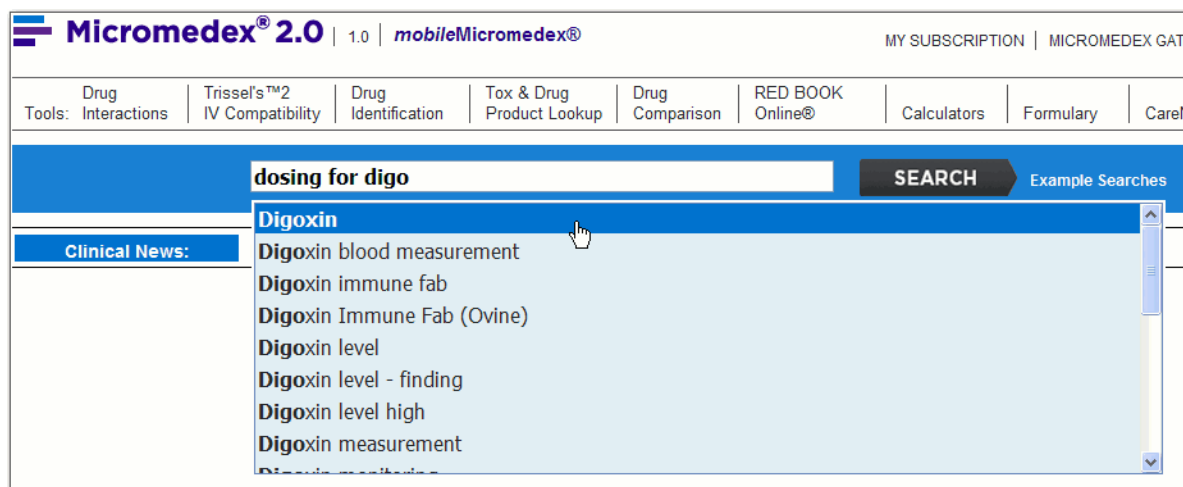 Micromedex® 2.0 | 1.0 | mobileMicromedex®
MY SUBSCRIPTION | MICROMEDEX GAT
Tools: Drug Interactions | Trissel's™2 IV Compatibility | Drug Identification | Tox & Drug Product Lookup | Drug Comparison | RED BOOK Online® | Calculators | Formulary | Care
dosing for digo
SEARCH
Example Searches
Clinical News:
Digoxin
Digoxin blood measurement
Digoxin immune fab
Digoxin Immune Fab (Ovine)
Digoxin level
Digoxin level - finding
Digoxin level high
Digoxin measurement
Digoxin monitoring